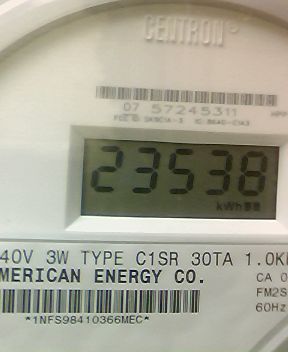 CENTRON®
07 57245311
23538
kWh
40V 3W TYPE C1SR 30TA 1.0K
MERICAN ENERGY CO.
CA 0
FM2S
60Hz
*1NFS98410366MEC*